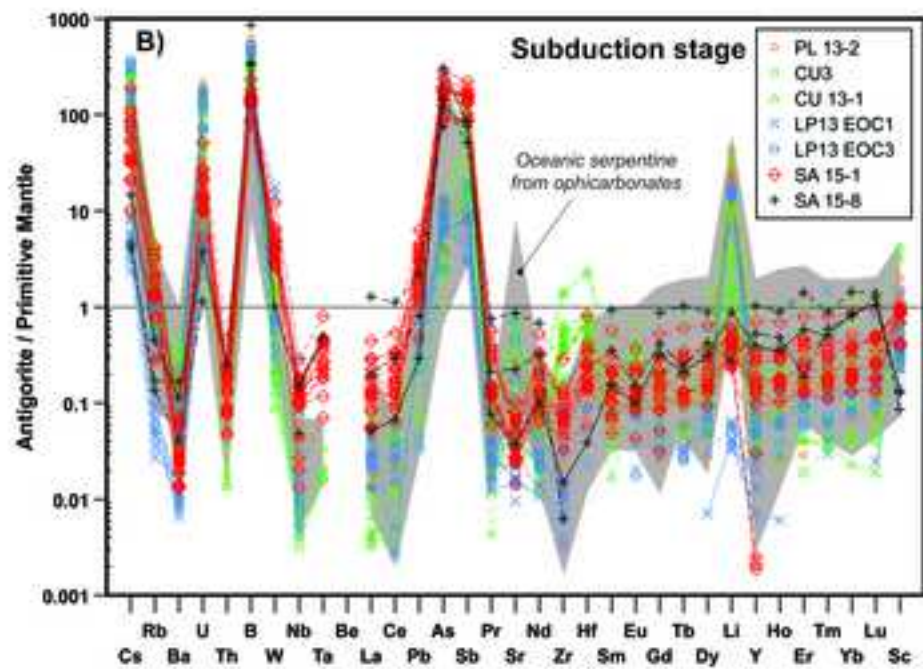 B)
Subduction stage
Antigorite / Primitive Mantle
1000
100
10
1
0.1
0.01
0.001
Oceanic serpentine
from ophicarbonates
PL 13-2
CU3
CU 13-1
LP13 EOC1
LP13 EOC3
SA 15-1
SA 15-8
Rb U B Nb Be Ce As Pr Nd Hf Eu Tb Li Ho Tm Lu
Cs Ba Th W Ta La Pb Sb Sr Zr Sm Gd Dy Y Er Yb Sc